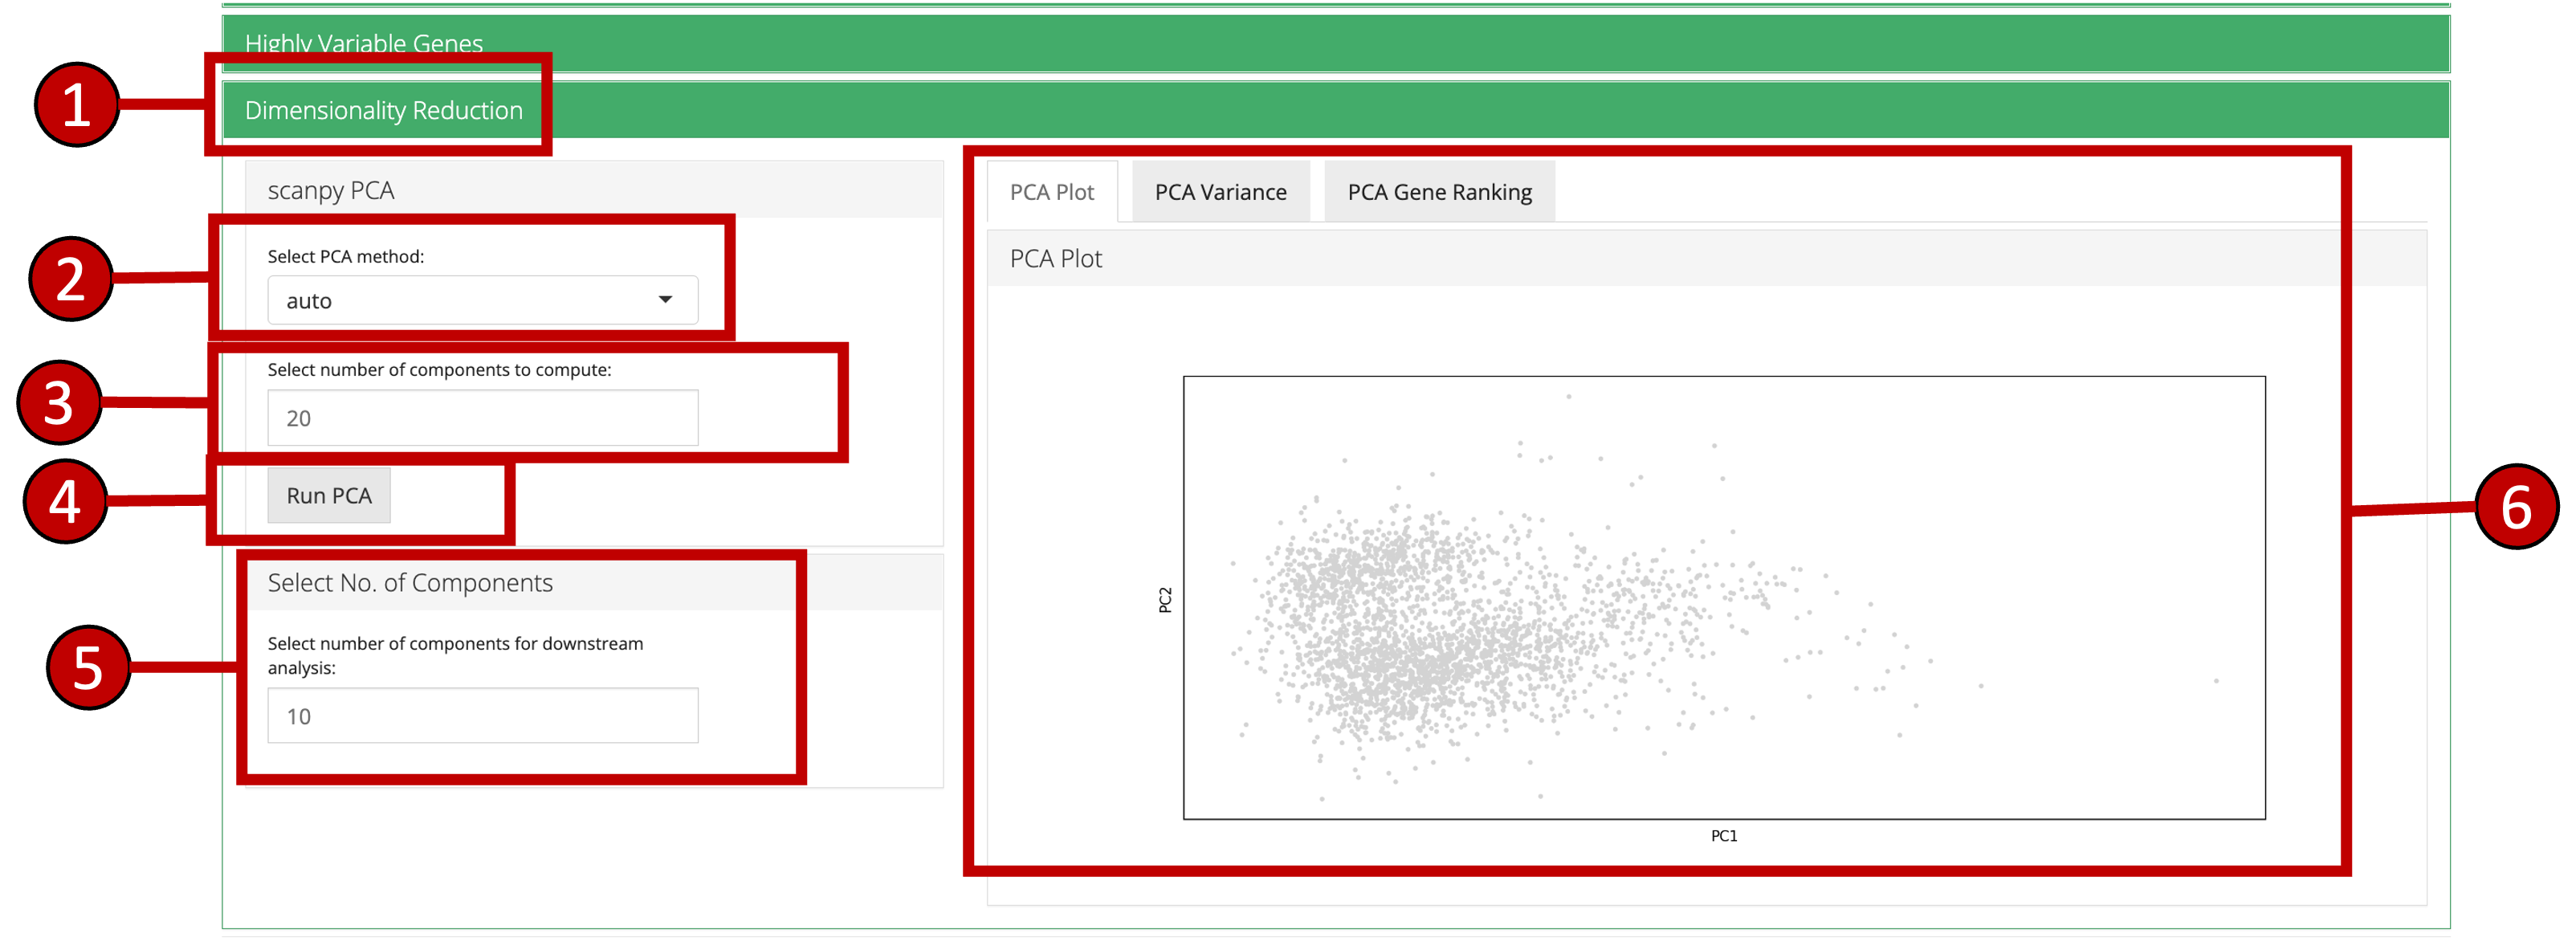 Highly Variable Genes
1
Dimensionality Reduction
scanpy PCA
2
Select PCA method:
auto
3
Select number of components to compute:
20
4
Run PCA
Select No. of Components
5
Select number of components for downstream
analysis:
10
PCA Plot
PCA Variance
PCA Gene Ranking
PCA Plot
PC2
PC1
6